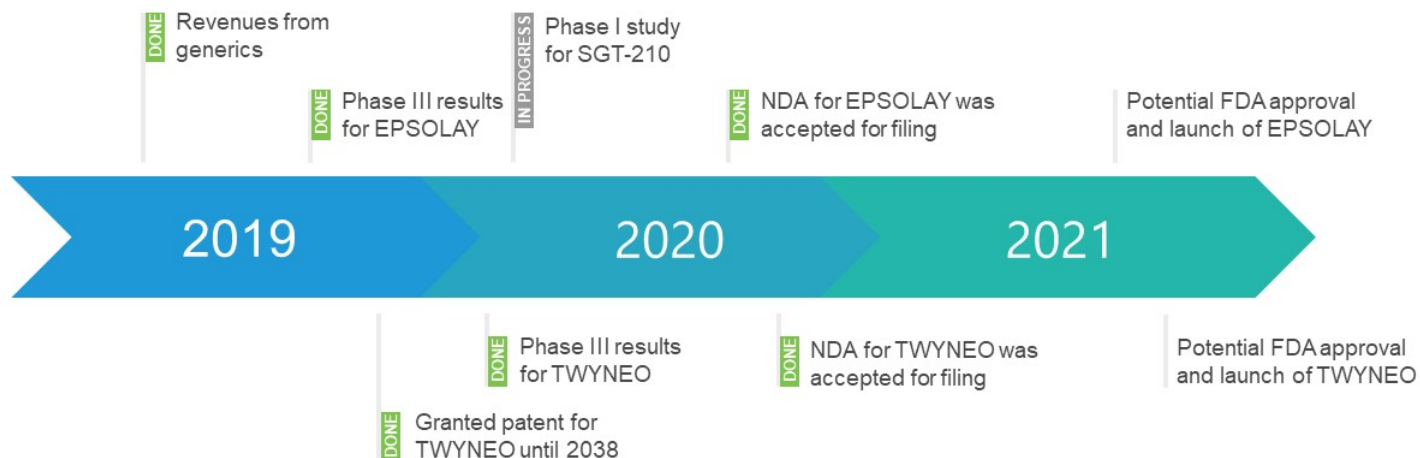 DONE
Revenues from
generics
DONE
Phase III results
for EPSOLAY
IN PROGRESS
Phase I study
for SGT-210
DONE
NDA for EPSOLAY was
accepted for filing
Potential FDA approval
and launch of EPSOLAY
2019
2020
2021
DONE
Granted patent for
TWYNEO until 2038
DONE
Phase III results
for TWYNEO
DONE
NDA for TWYNEO was
accepted for filing
Potential FDA approval
and launch of TWYNEO